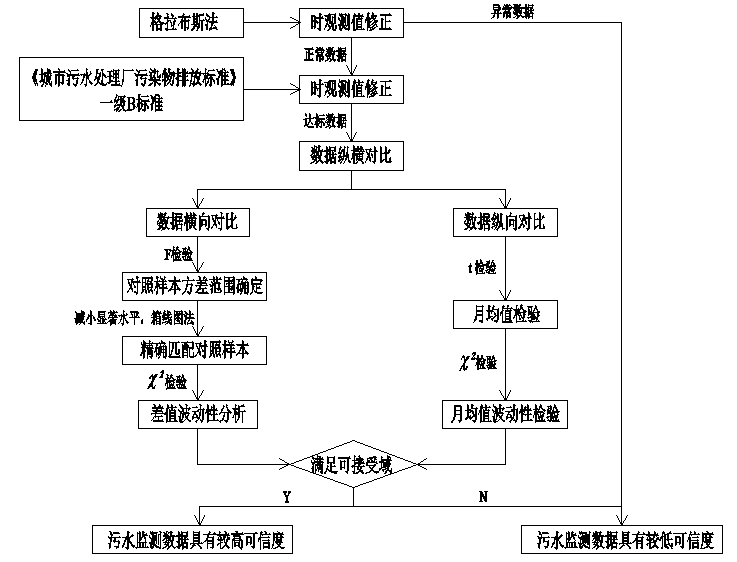 格拉布斯法
时观测值修正
异常数据
正常数据
《城市污水处理厂污染物排放标准》
一级B标准
时观测值修正
达标数据
数据纵横对比
数据横向对比
数据纵向对比
F检验
t检验
对照样本方差范围确定
减小显著水平,箱线图法
月均值检验
精确匹配对照样本
χ²检验
χ²检验
差值波动性分析
月均值波动性检验
满足可接受域
Y
N
污水监测数据具有较高可信度
污水监测数据具有较低可信度